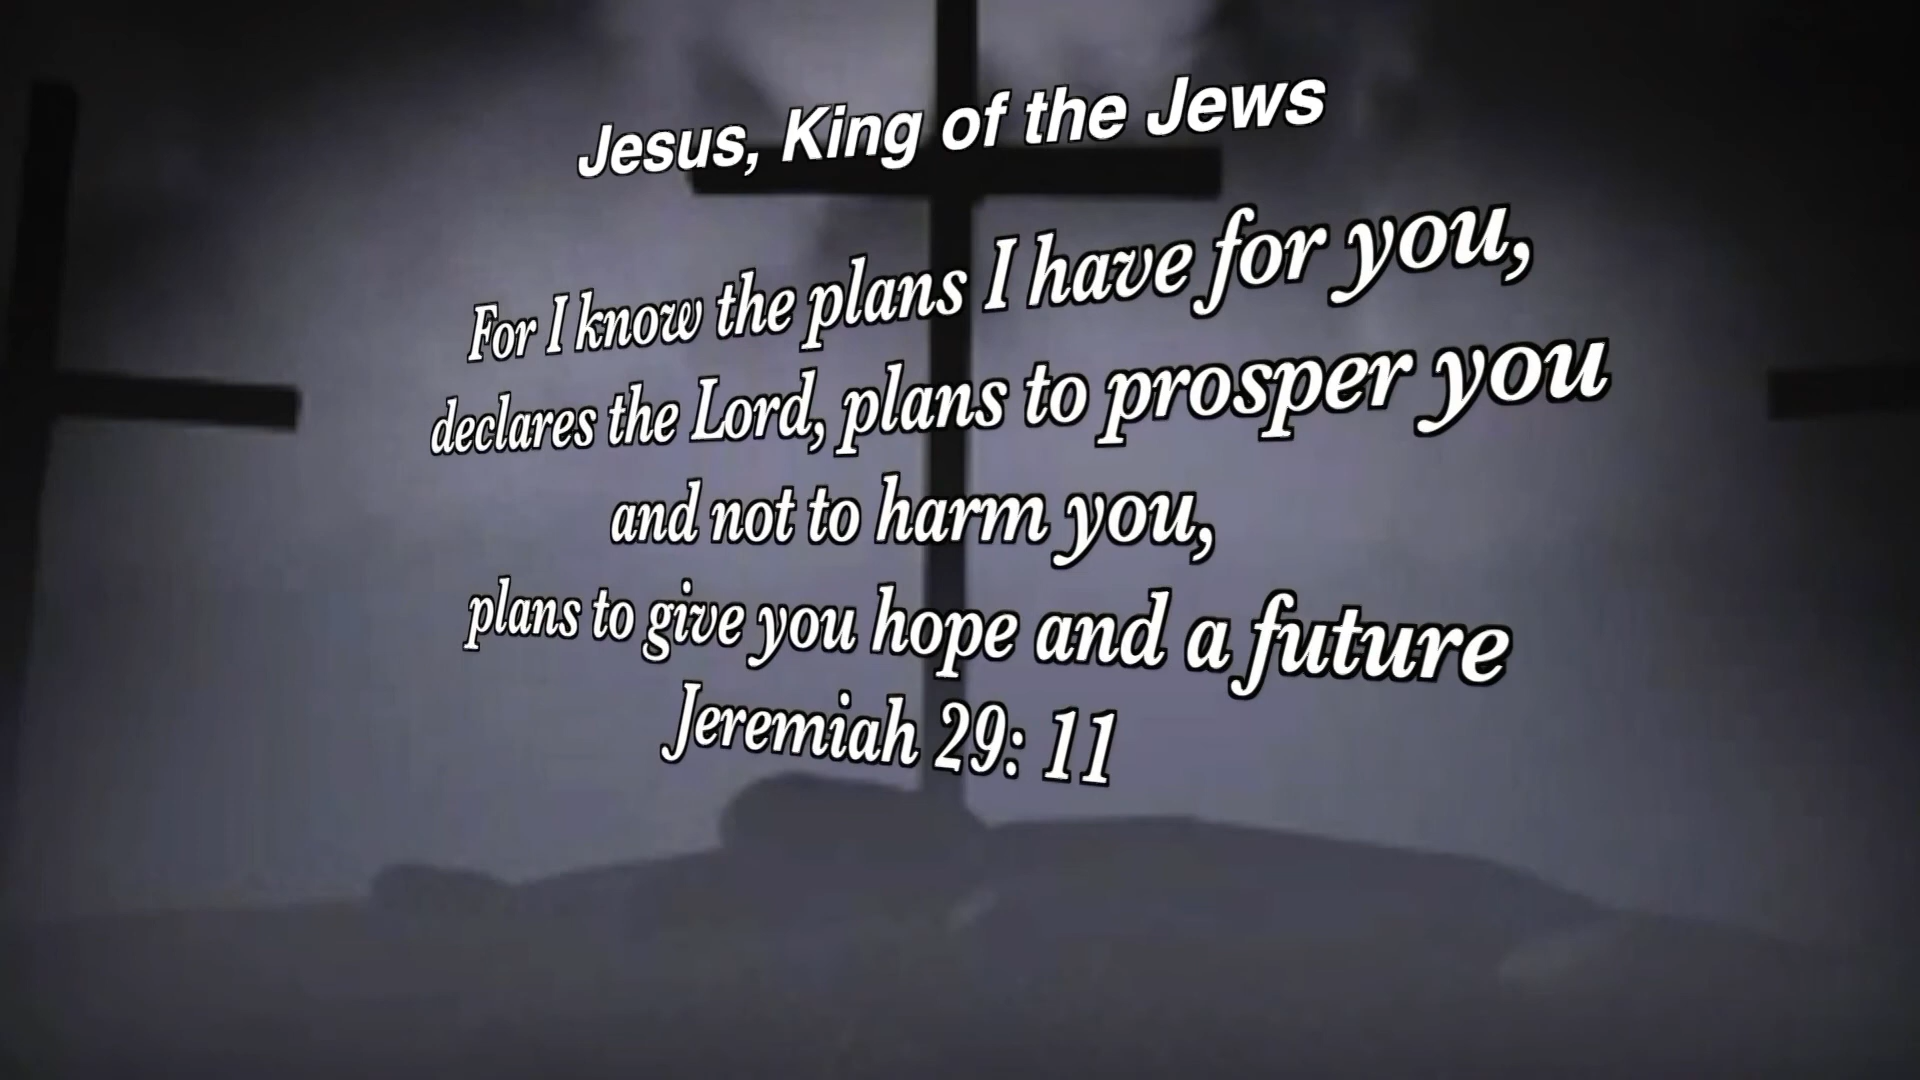 Jesus, King of the Jews
For I know the plans I have for you,
declares the Lord, plans to prosper you
and not to harm you,
plans to give you hope and a future
Jeremiah 29: 11